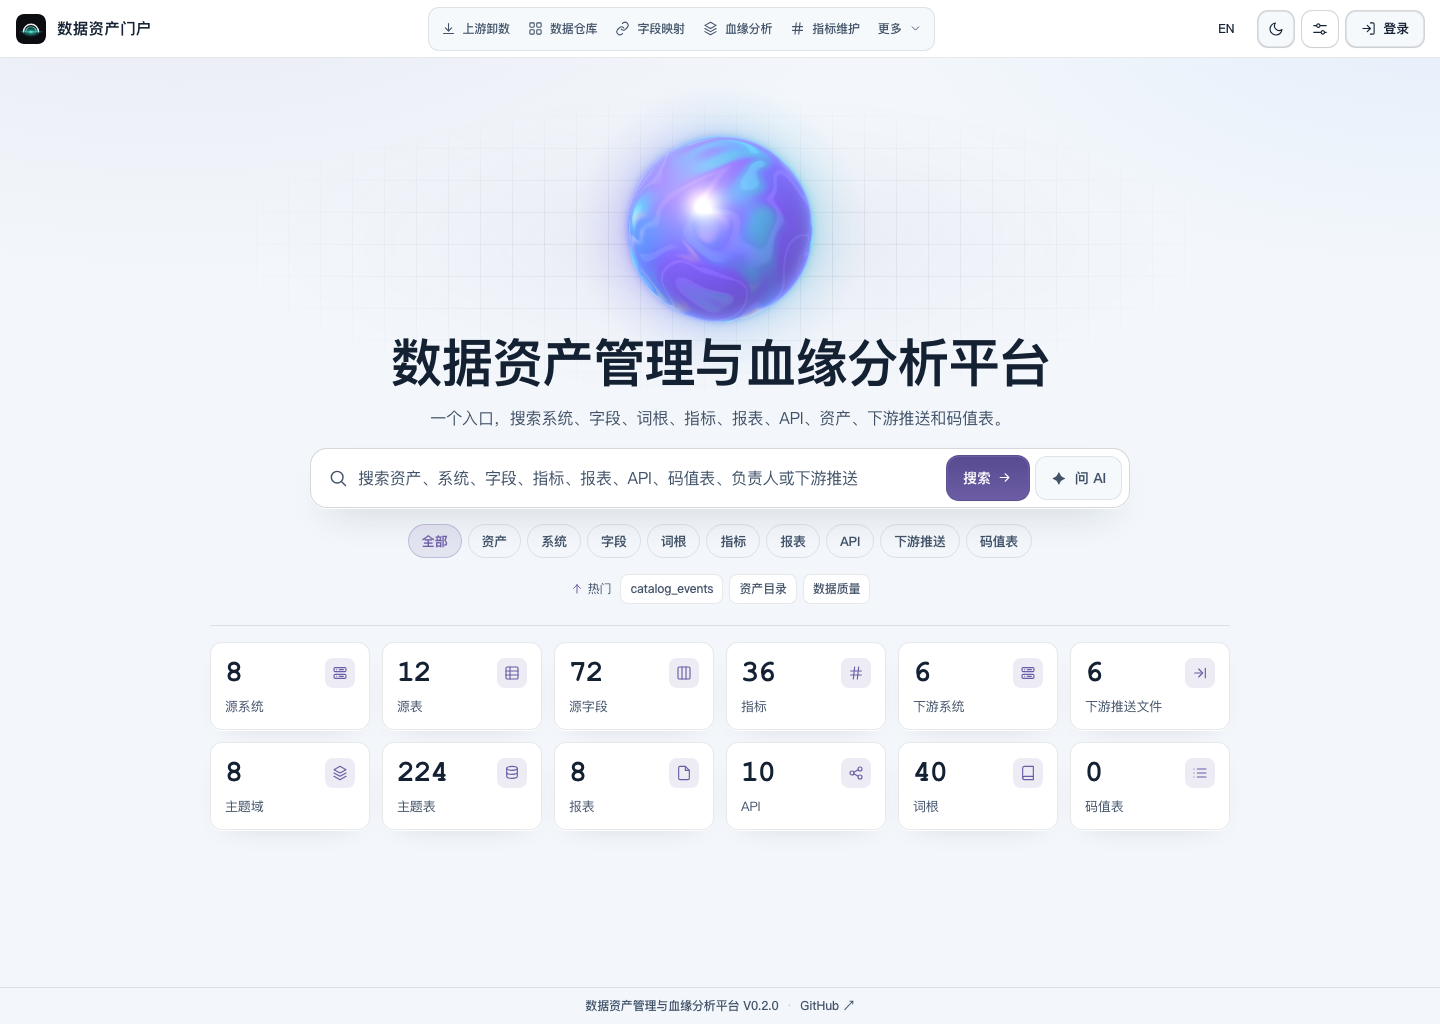 数据资产门户
上游卸数 数据仓库 字段映射 血缘分析 指标维护 更多
EN 登录
数据资产管理与血缘分析平台
一个入口，搜索系统、字段、词根、指标、报表、API、资产、下游推送和码值表。
搜索资产、系统、字段、指标、报表、API、码值表、负责人或下游推送 搜索 → 问 AI
全部 资产 系统 字段 词根 指标 报表 API 下游推送 码值表
↑ 热门 catalog_events 资产目录 数据质量
8 12 72 36 6 6
源系统 源表 源字段 指标 下游系统 下游推送文件
8 224 8 10 40 0
主题域 主题表 报表 API 词根 码值表
数据资产管理与血缘分析平台 V0.2.0 · GitHub ↗